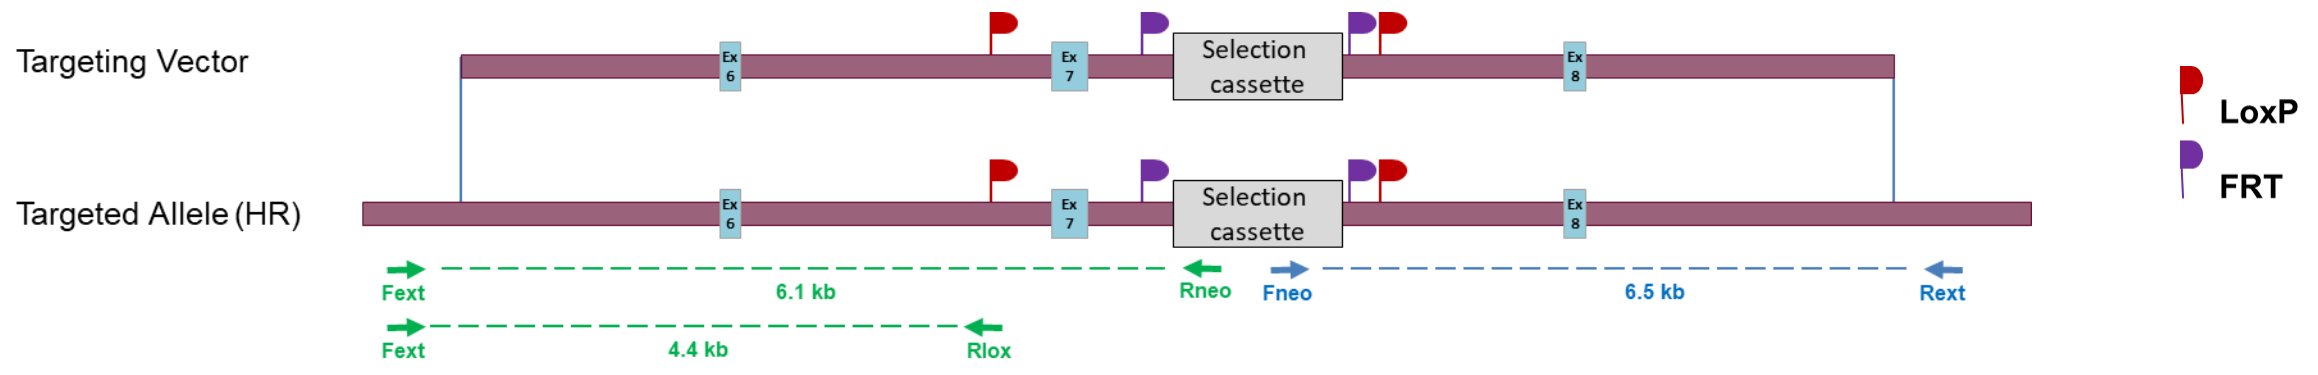 Targeting Vector
Ex
6
Ex
7
Selection
cassette
Ex
8
LoxP
FRT
Targeted Allele (HR)
Ex
6
Ex
7
Selection
cassette
Ex
8
Fext
6.1 kb
Rneo
Fneo
6.5 kb
Rext
Fext
4.4 kb
Rlox